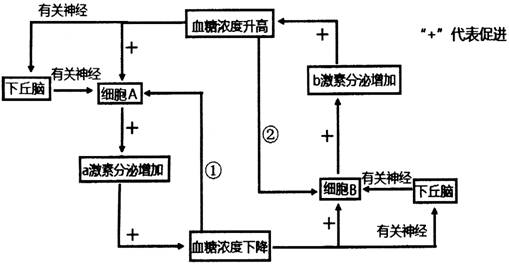 有关神经
血糖浓度升高
"+"代表促进
+
+
有关神经
下丘脑
细胞A
b激素分泌增加
②
+
+
a激素分泌增加
①
有关神经
细胞B
下丘脑
+
+
血糖浓度下降
有关神经